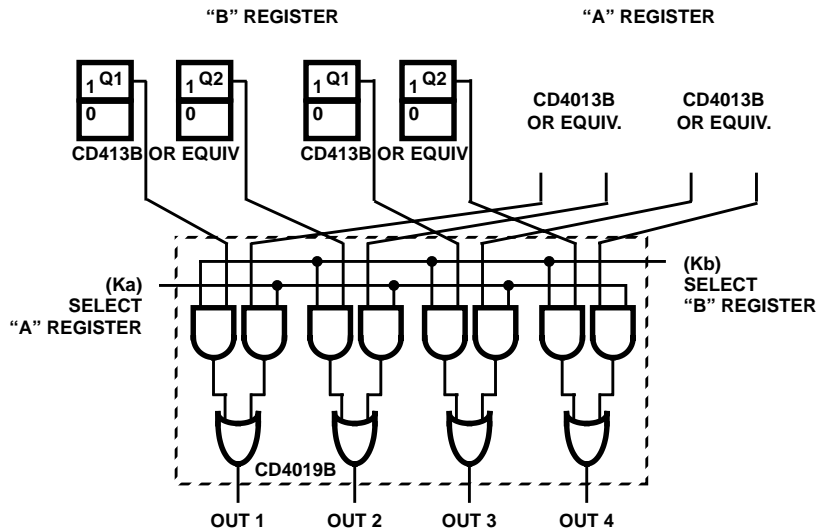 “B” REGISTER
“A” REGISTER
1 Q1
0
1 Q2
0
CD413B OR EQUIV
1 Q1
0
1 Q2
0
CD413B OR EQUIV
CD4013B
OR EQUIV.
CD4013B
OR EQUIV.
(Ka)
SELECT
“A” REGISTER
(Kb)
SELECT
“B” REGISTER
CD4019B
OUT 1
OUT 2
OUT 3
OUT 4